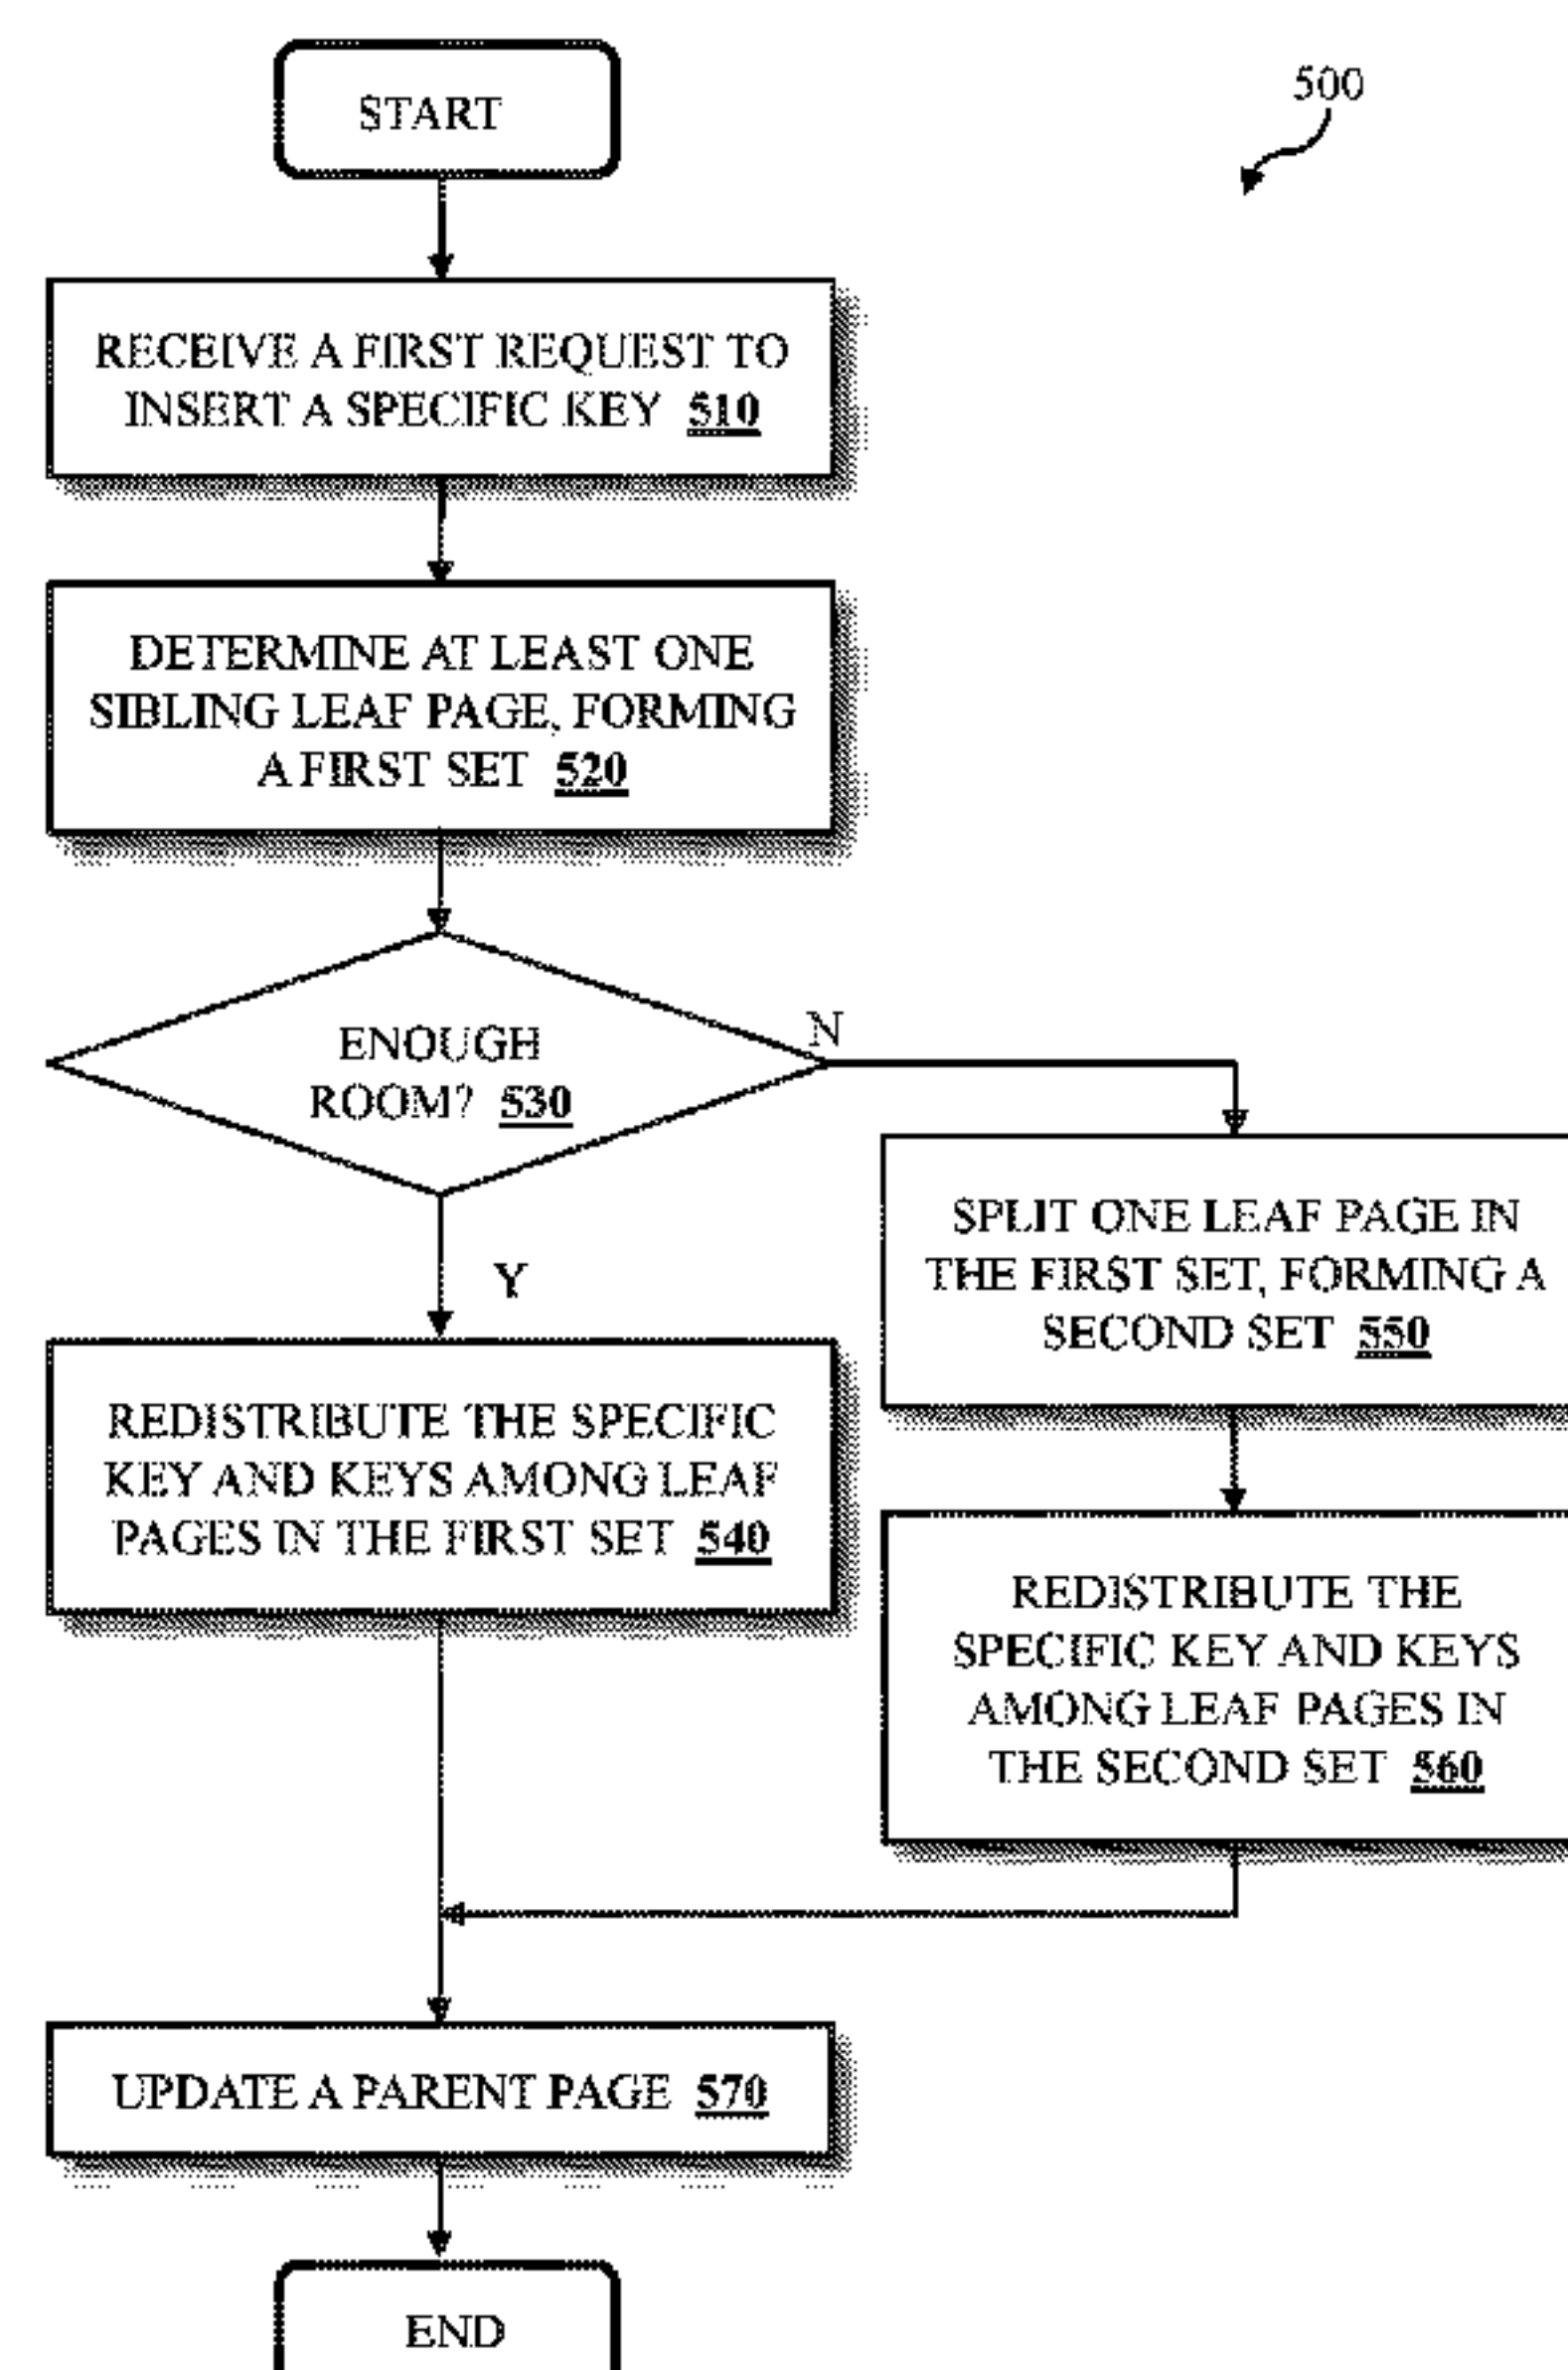 START
500
RECEIVE A FIRST REQUEST TO
INSERT A SPECIFIC KEY 510
DETERMINE AT LEAST ONE
SIBLING LEAF PAGE, FORMING
A FIRST SET 520
ENOUGH
ROOM? 530
N
Y
SPLIT ONE LEAF PAGE IN
THE FIRST SET, FORMING A
SECOND SET 550
REDISTRIBUTE THE SPECIFIC
KEY AND KEYS AMONG LEAF
PAGES IN THE FIRST SET 540
REDISTRIBUTE THE
SPECIFIC KEY AND KEYS
AMONG LEAF PAGES IN
THE SECOND SET 560
UPDATE A PARENT PAGE 570
END